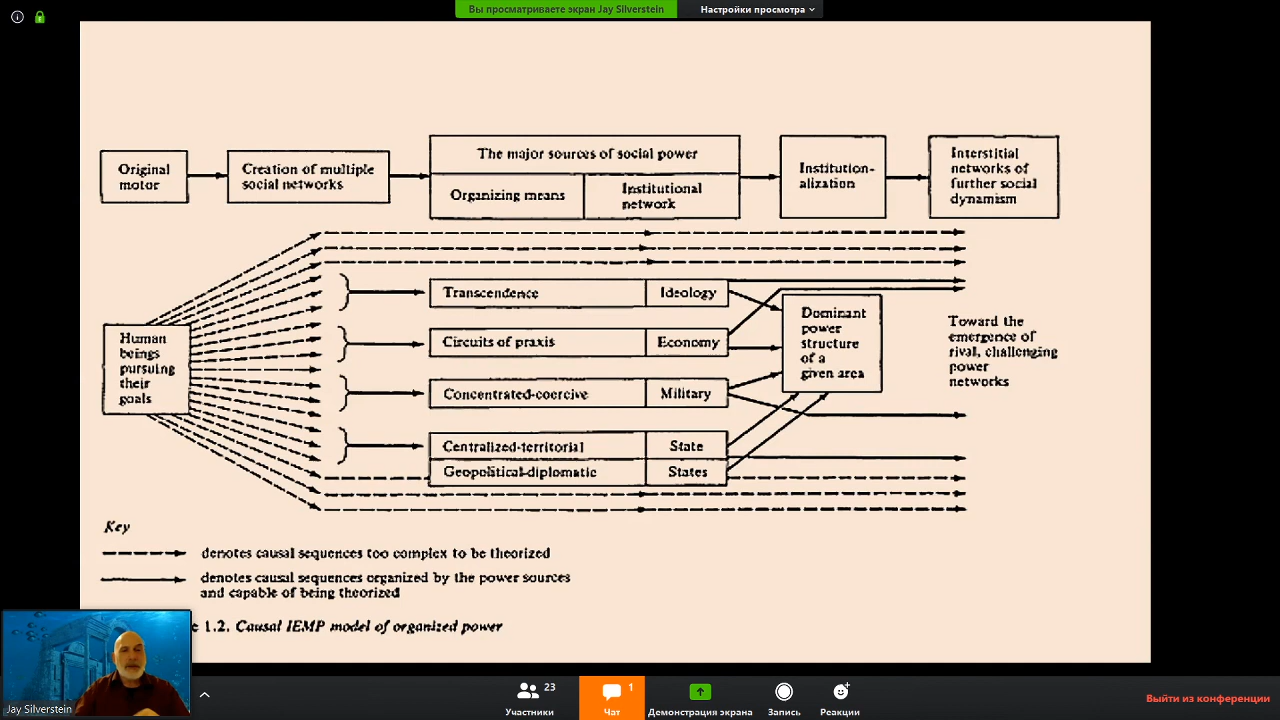 Вы просматриваете экран Jay Silverstein
Настройки просмотра
Original
motor
Creation of multiple
social networks
The major sources of social power
Organizing means
Institutional
network
Institution-
alization
Interstitial
networks of
further social
dynamism
Human
beings
pursuing
their
goals
Transcendence
Ideology
Circuits of praxis
Economy
Concentrated-coercive
Military
Centralized-territorial
State
Geopolitical-diplomatic
States
Dominant
power
structure
of a
given area
Toward the
emergence of
rival, challenging
power
networks
Key
denotes causal sequences too complex to be theorized
denotes causal sequences organized by the power sources
and capable of being theorized
1.2. Causal IEMP model of organized power
Jay Silverstein
23
Участники
1
Чат
Демонстрация экрана
Запись
Реакции
Выйти из конференции